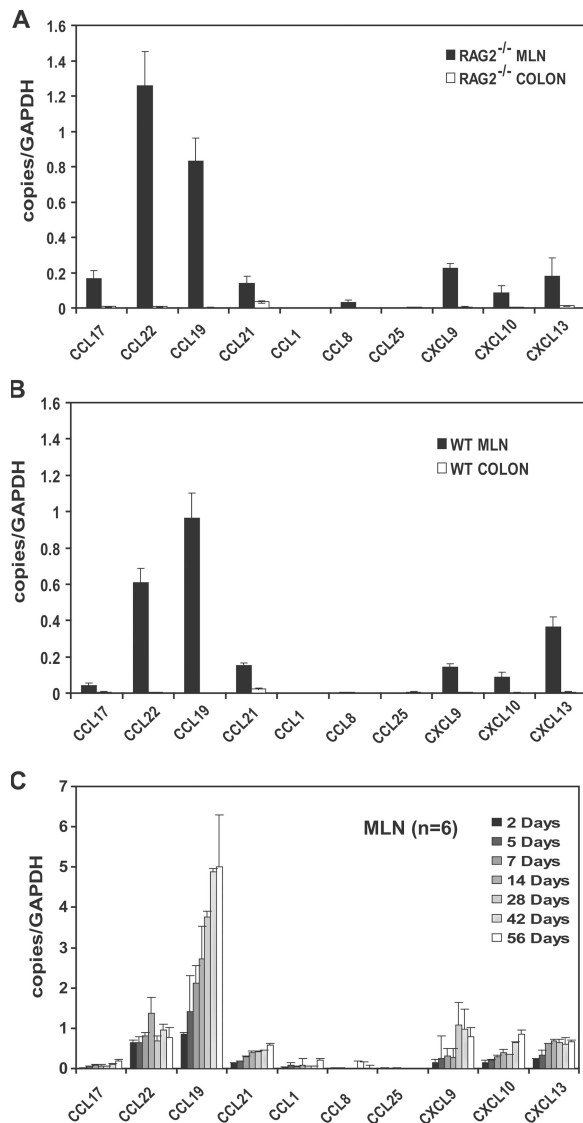 A
RAG2-/- MLN
RAG2-/- COLON
copies/GAPDH
1.6
1.4
1.2
1
0.8
0.6
0.4
0.2
0
CCL17
CCL22
CCL19
CCL21
CCL1
CCL8
CCL25
CXCL9
CXCL10
CXCL13
B
WT MLN
WT COLON
copies/GAPDH
1.6
1.4
1.2
1
0.8
0.6
0.4
0.2
0
CCL17
CCL22
CCL19
CCL21
CCL1
CCL8
CCL25
CXCL9
CXCL10
CXCL13
C
MLN (n=6)
2 Days
5 Days
7 Days
14 Days
28 Days
42 Days
56 Days
copies/GAPDH
7
6
5
4
3
2
1
0
CCL17
CCL22
CCL19
CCL21
CCL1
CCL8
CCL25
CXCL9
CXCL10
CXCL13